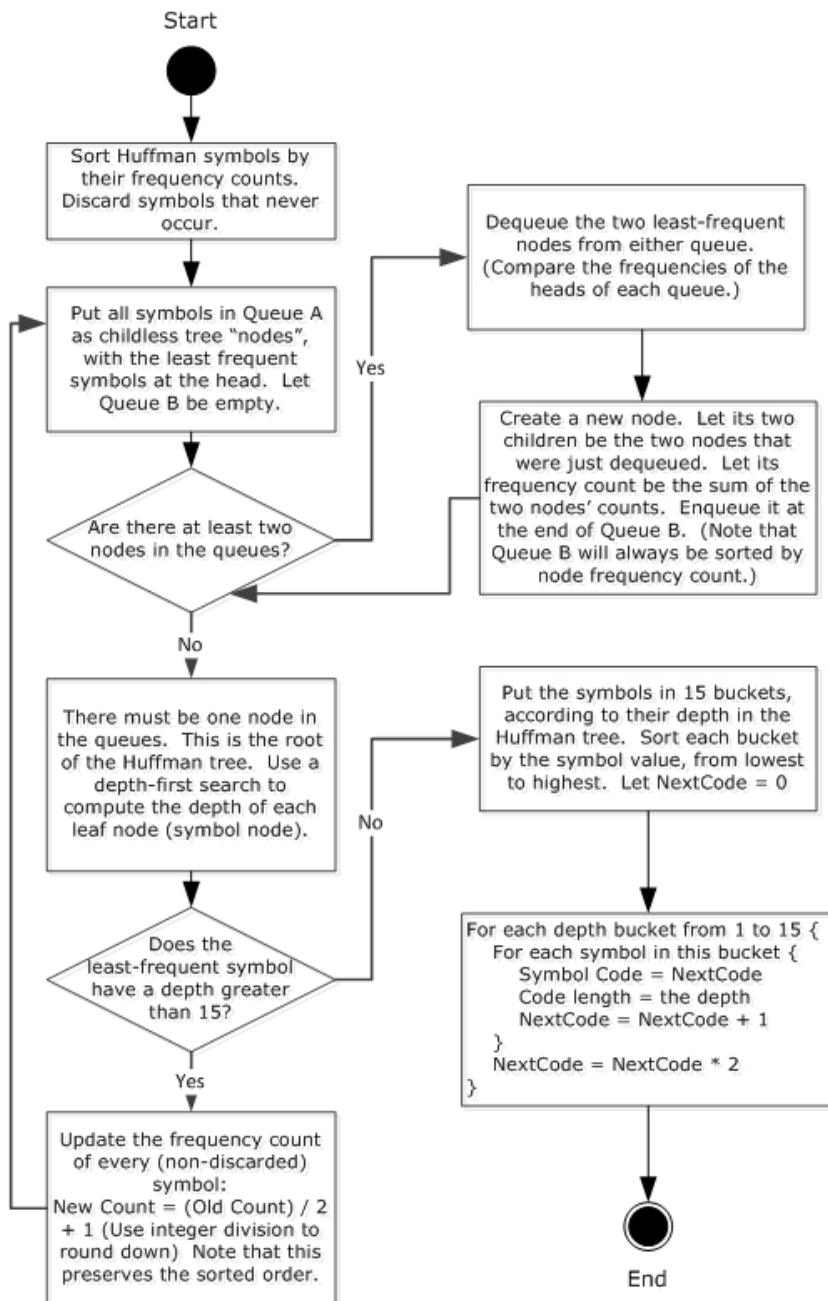 Start
Sort Huffman symbols by
their frequency counts.
Discard symbols that never
occur.
Put all symbols in Queue A
as childless tree “nodes”,
with the least frequent
symbols at the head.  Let
Queue B be empty.
Are there at least two
nodes in the queues?
Yes
Dequeue the two least-frequent
nodes from either queue.
(Compare the frequencies of the
heads of each queue.)
Create a new node.  Let its two
children be the two nodes that
were just dequeued.  Let its
frequency count be the sum of the
two nodes’ counts.  Enqueue it at
the end of Queue B.  (Note that
Queue B will always be sorted by
node frequency count.)
No
There must be one node in
the queues.  This is the root
of the Huffman tree.  Use a
depth-first search to
compute the depth of each
leaf node (symbol node).
Does the
least-frequent symbol
have a depth greater
than 15?
Yes
Update the frequency count
of every (non-discarded)
symbol:
New Count = (Old Count) / 2
+ 1 (Use integer division to
round down)  Note that this
preserves the sorted order.
No
Put the symbols in 15 buckets,
according to their depth in the
Huffman tree.  Sort each bucket
by the symbol value, from lowest
to highest.  Let NextCode = 0
For each depth bucket from 1 to 15 {
For each symbol in this bucket {
Symbol Code = NextCode
Code length = the depth
NextCode = NextCode + 1
}
NextCode = NextCode * 2
}
End